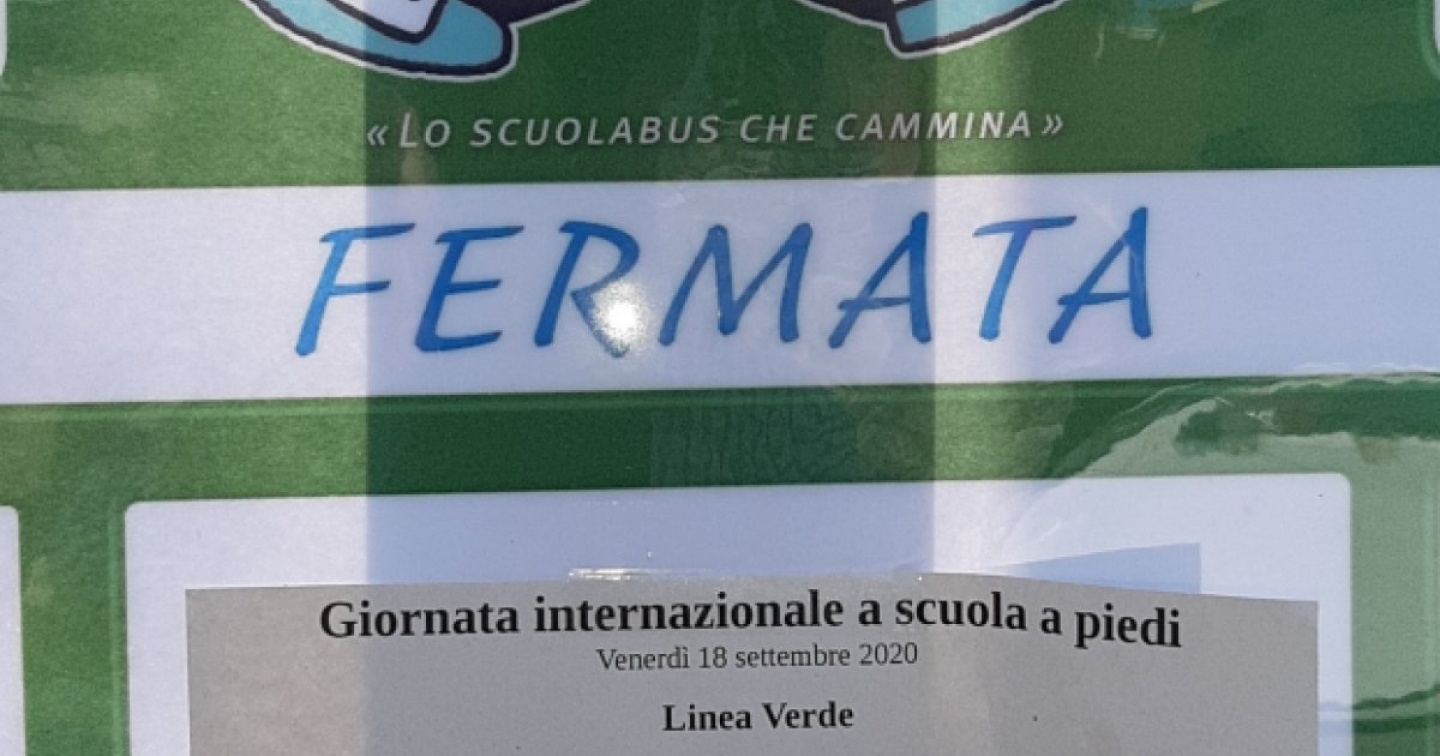 « LO SCUOLABUS CHE CAMMINA »
FERMATA
Giornata internazionale a scuola a piedi
Venerdì 18 settembre 2020
Linea Verde